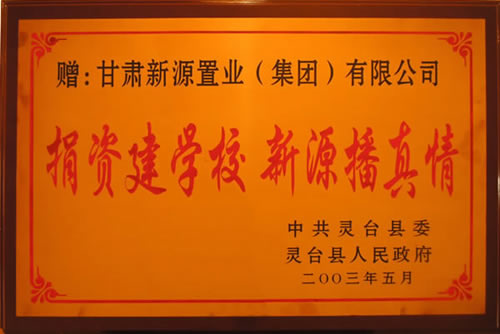 赠：甘肃新源置业（集团）有限公司
捐资建学校 新源播真情
中共灵台县委
灵台县人民政府
二〇〇三年五月